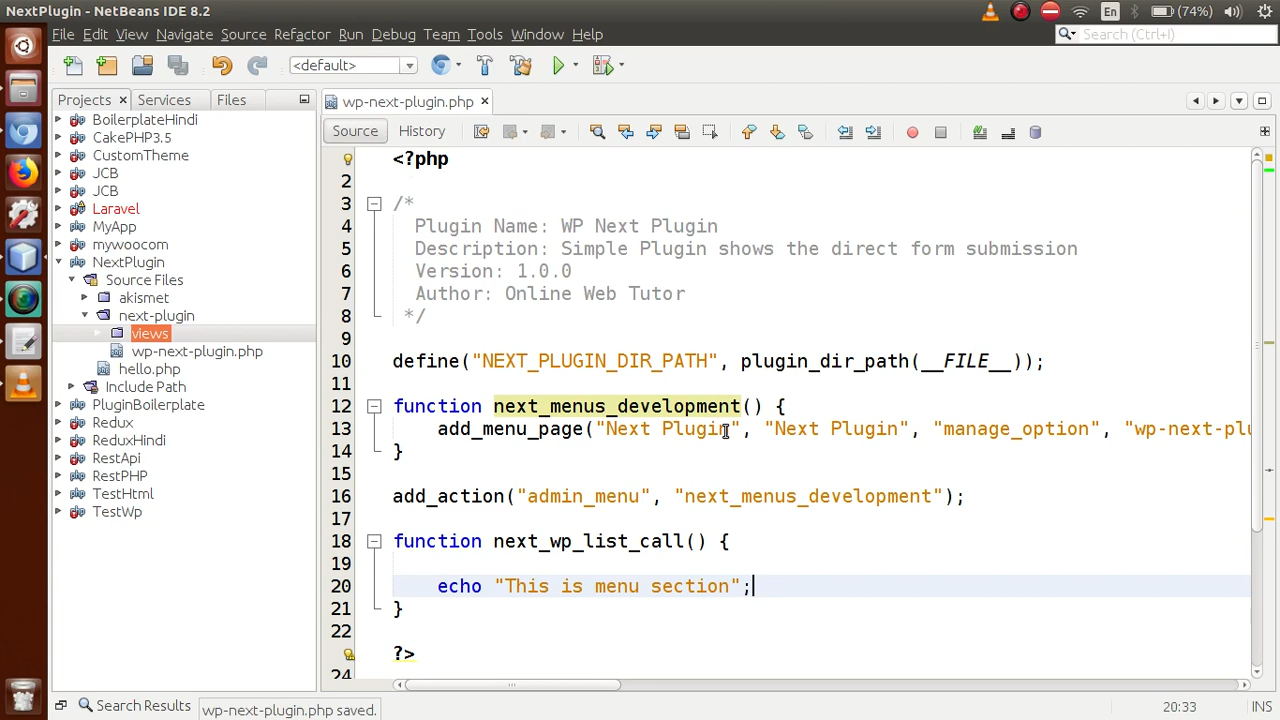 NextPlugin - NetBeans IDE 8.2
En
(74%)
File Edit View Navigate Source Refactor Run Debug Team Tools Window Help
Search (Ctrl+I)
<default>
Projects
Services
Files
wp-next-plugin.php
Source
History
BoilerplateHindi
CakePHP3.5
CustomTheme
JCB
JCB
Laravel
MyApp
mywoocom
NextPlugin
Source Files
akismet
next-plugin
views
wp-next-plugin.php
hello.php
Include Path
PluginBoilerplate
Redux
ReduxHindi
RestApi
RestPHP
TestHtml
TestWp
<?php
2
3 /*
4 Plugin Name: WP Next Plugin
5 Description: Simple Plugin shows the direct form submission
6 Version: 1.0.0
7 Author: Online Web Tutor
8 */
9
10 define("NEXT_PLUGIN_DIR_PATH", plugin_dir_path(__FILE__));
11
12 function next_menus_development() {
13 add_menu_page("Next Plugin", "Next Plugin", "manage_option", "wp-next-plu
14 }
15
16 add_action("admin_menu", "next_menus_development");
17
18 function next_wp_list_call() {
19
20 echo "This is menu section";
21 }
22
?>
24
Search Results
wp-next-plugin.php saved.
20:33
INS